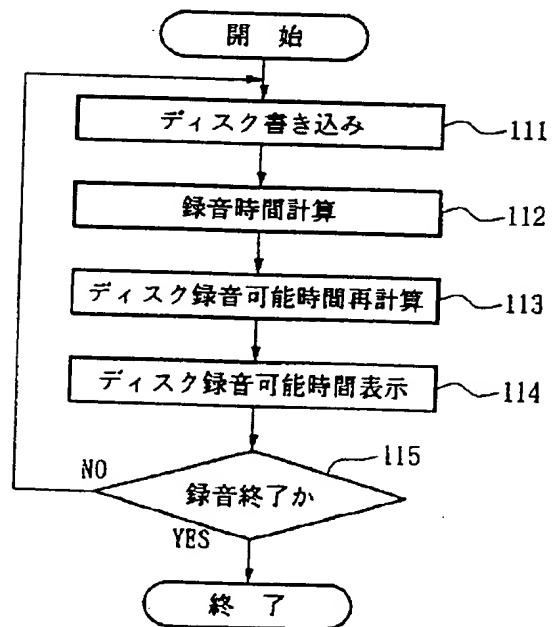 開 始
ディスク書き込み
111
録音時間計算
112
ディスク録音可能時間再計算
113
ディスク録音可能時間表示
114
115
NO
録音終了か
YES
終 了